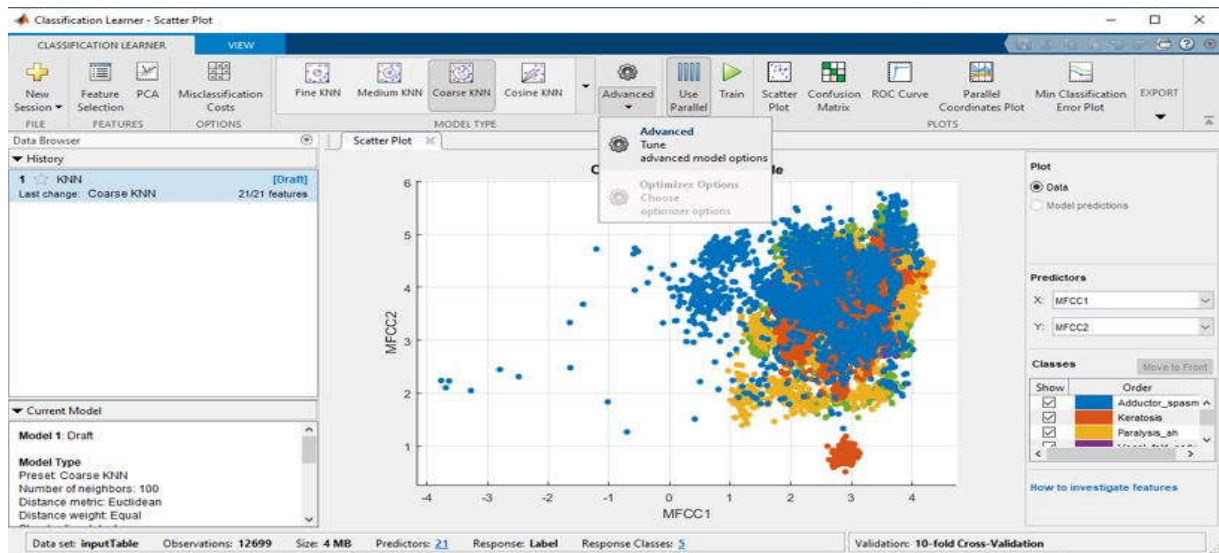 Classification Learner - Scatter Plot
CLASSIFICATION LEARNER VIEW
New Session
Feature Selection
PCA
Misclassification Costs
Fine KNN
Medium KNN
Coarse KNN
Cosine KNN
Advanced
Use Parallel
Train
Scatter Plot
Confusion Matrix
ROC Curve
Parallel Coordinates Plot
Min Classification Error Plot
EXPORT
FILE FEATURES OPTIONS MODEL TYPE PLOTS
Advanced
Tune
advanced model options
Optimizer Options
Choose
optimizer options
Data Browser
History
1 KNN [Draft]
Last change: Coarse KNN 21/21 features
Current Model
Model 1: Draft
Model Type
Preset: Coarse KNN
Number of neighbors: 100
Distance metric: Euclidean
Distance weight: Equal
Scatter Plot
6
5
4
3
2
1
MFCC2
-4 -3 -2 -1 0 1 2 3 4
MFCC1
Plot
Data
Model predictions
Predictors
X: MFCC1
Y: MFCC2
Classes Move to Front
Show Order
Adductor_spasm
Keratosis
Paralysis_ah
How to investigate features
Data set: inputTable Observations: 12699 Size: 4 MB Predictors: 21 Response: Label Response Classes: 5 Validation: 10-fold Cross-Validation